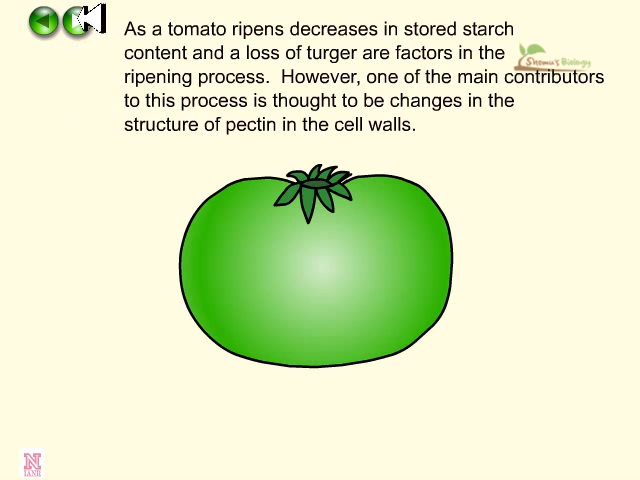 As a tomato ripens decreases in stored starch
content and a loss of turger are factors in the
Shomu's Biology
ripening process.  However, one of the main contributors
to this process is thought to be changes in the
structure of pectin in the cell walls.
N
IANR